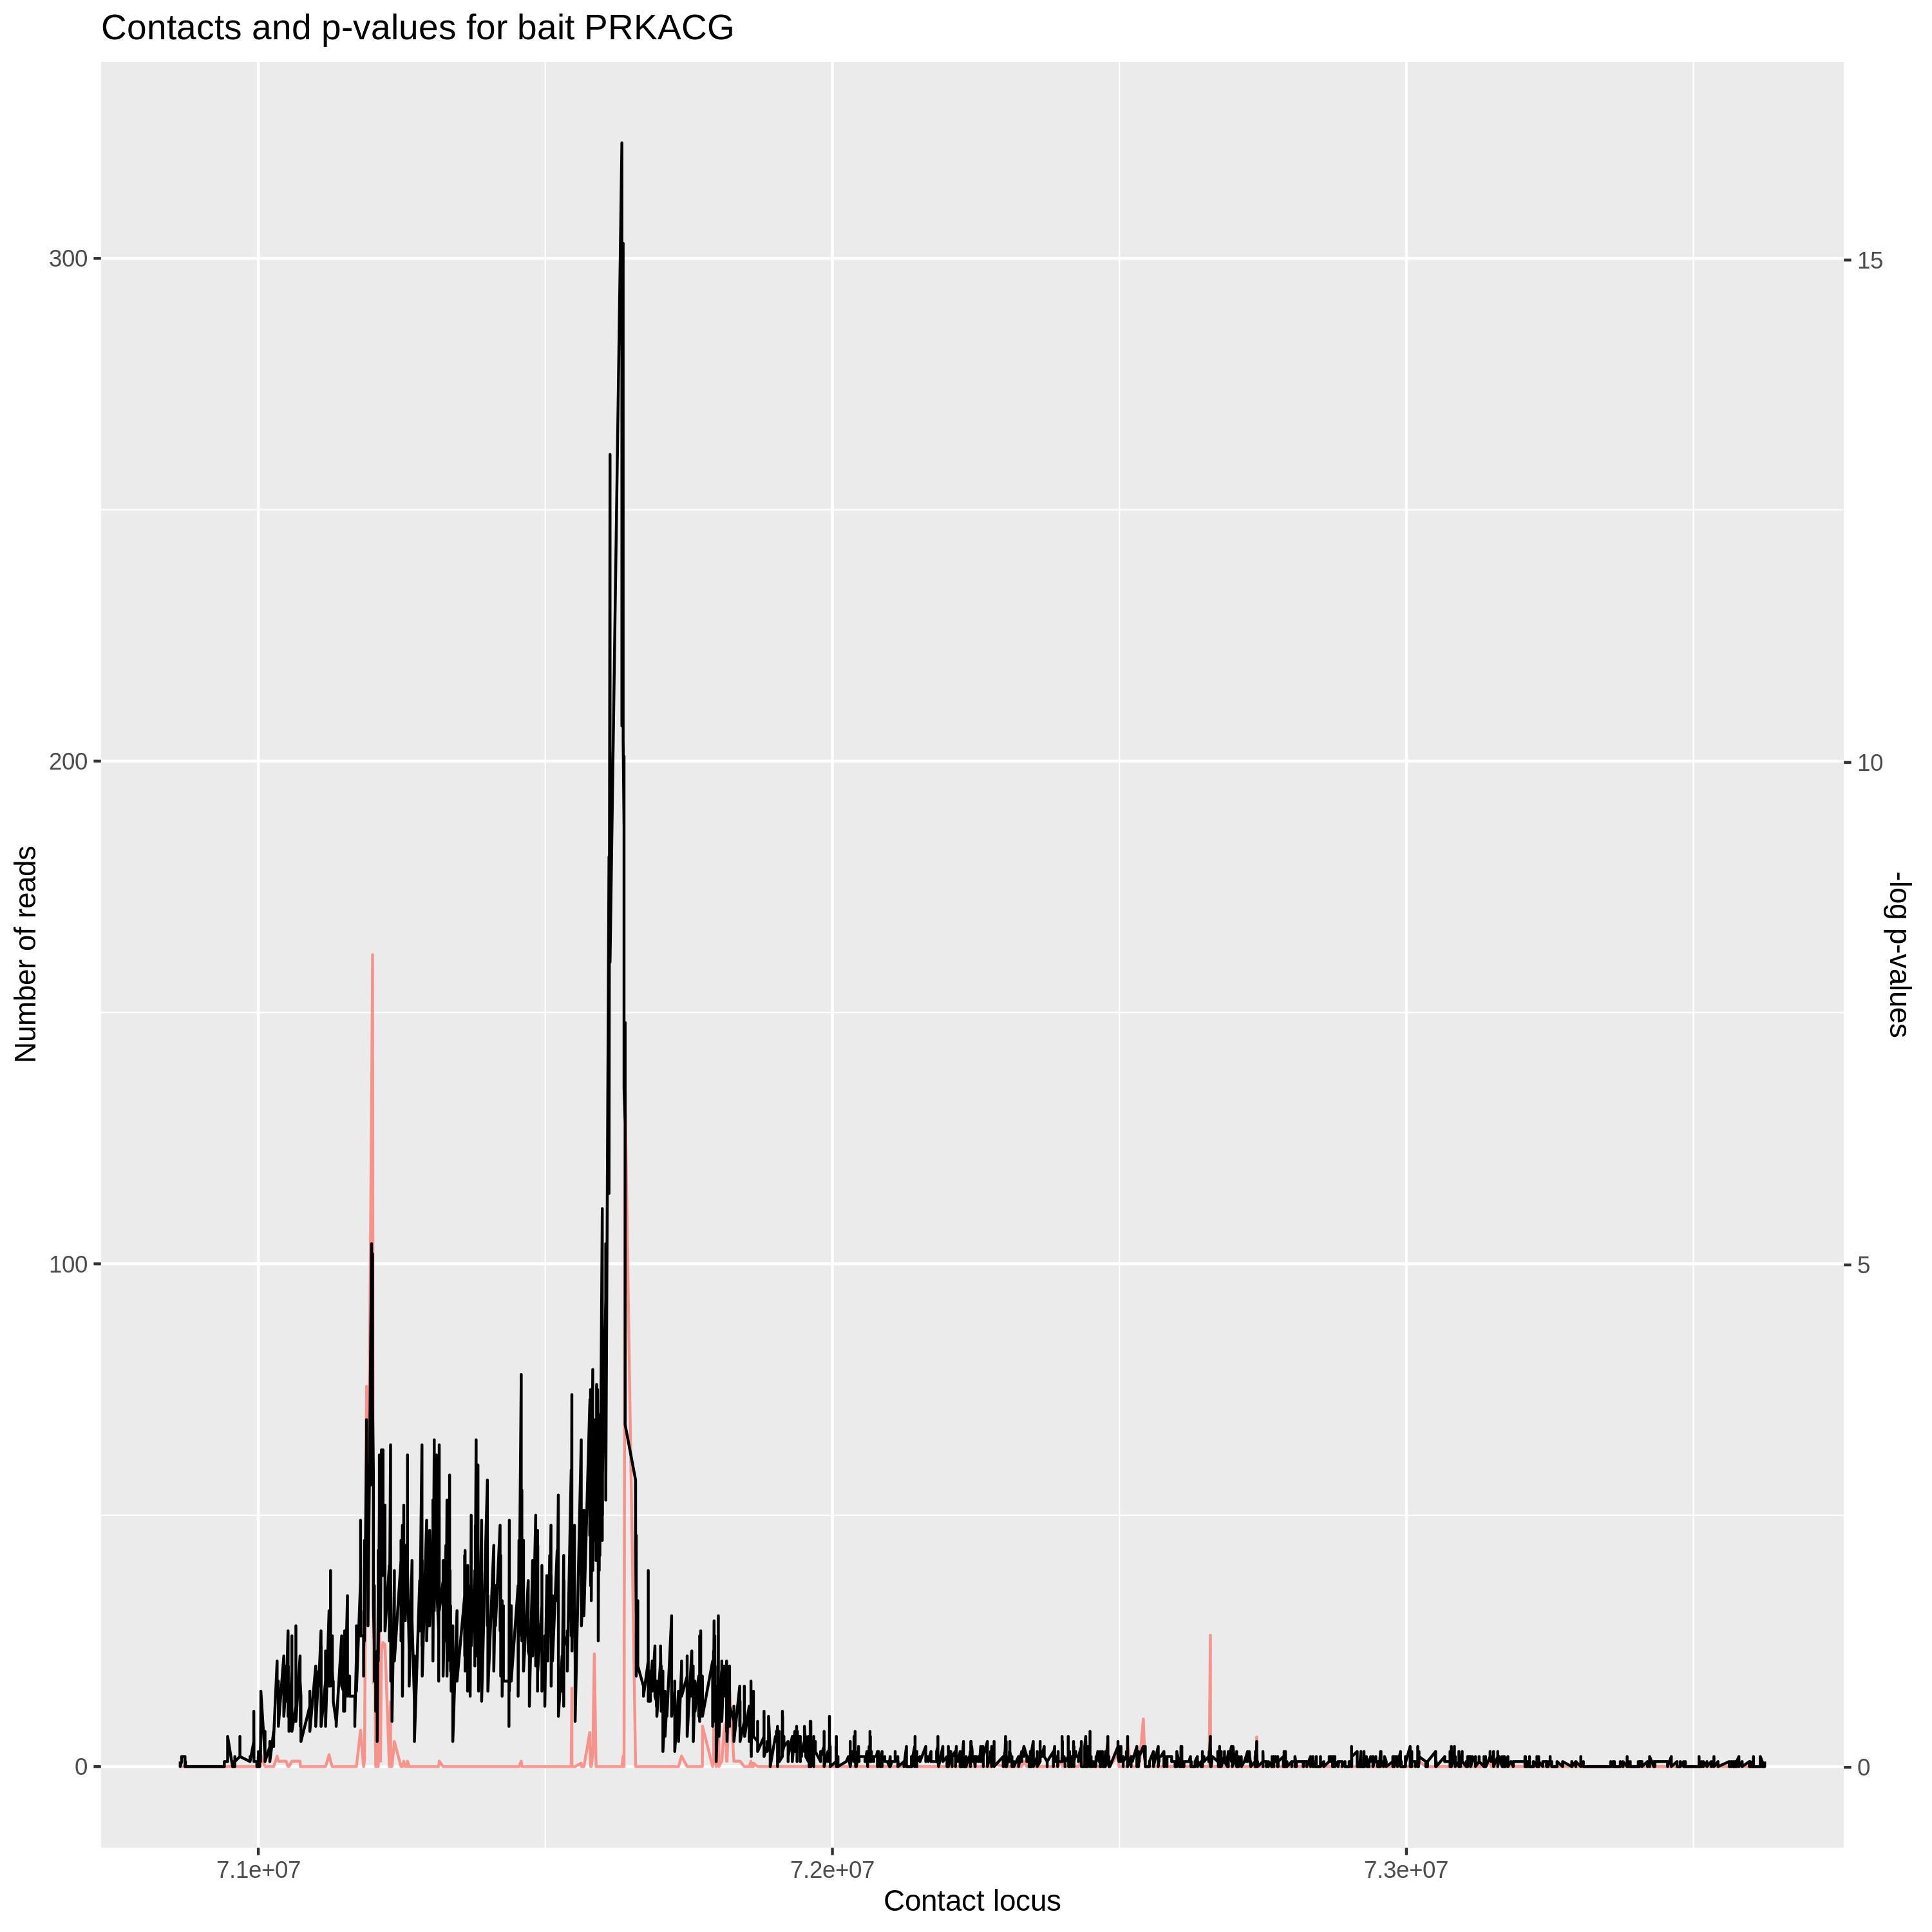 Contacts and p-values for bait PRKACG
300
200
100
0
Number of reads
15
10
5
0
-log p-values
7.1e+07
7.2e+07
7.3e+07
Contact locus